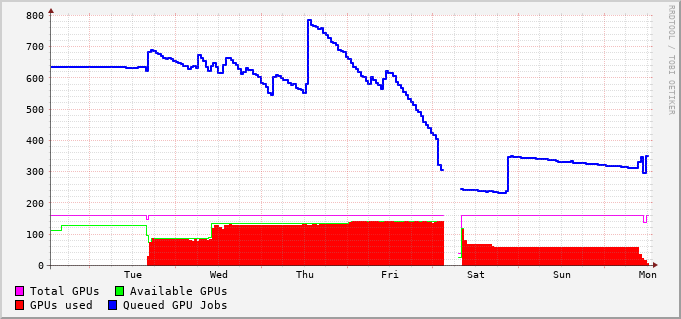 800
700
600
500
400
300
200
100
0
Tue Wed Thu Fri Sat Sun Mon
Total GPUs Available GPUs
GPUs used Queued GPU Jobs
RRDTOOL / TOBI OETIKER